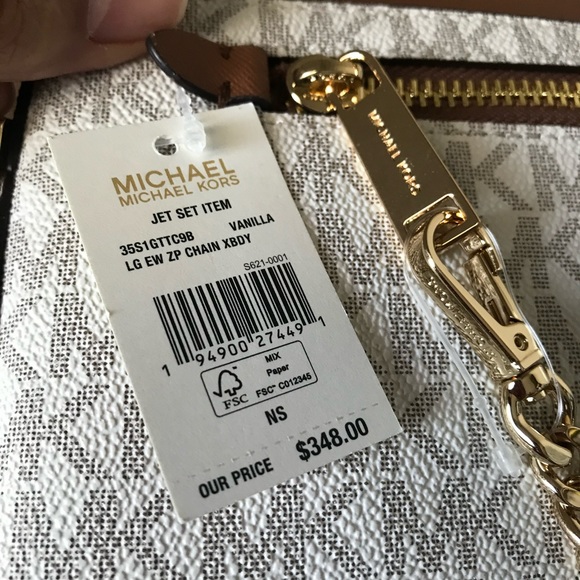 MICHAEL
MICHAEL KORS
JET SET ITEM
35S1GTTC9B VANILLA
LG EW ZP CHAIN XBDY
S621-0001
1 94900 27449 1
FSC
MIX
Paper
FSC™ C012345
NS
OUR PRICE $348.00
MICHAEL KORS